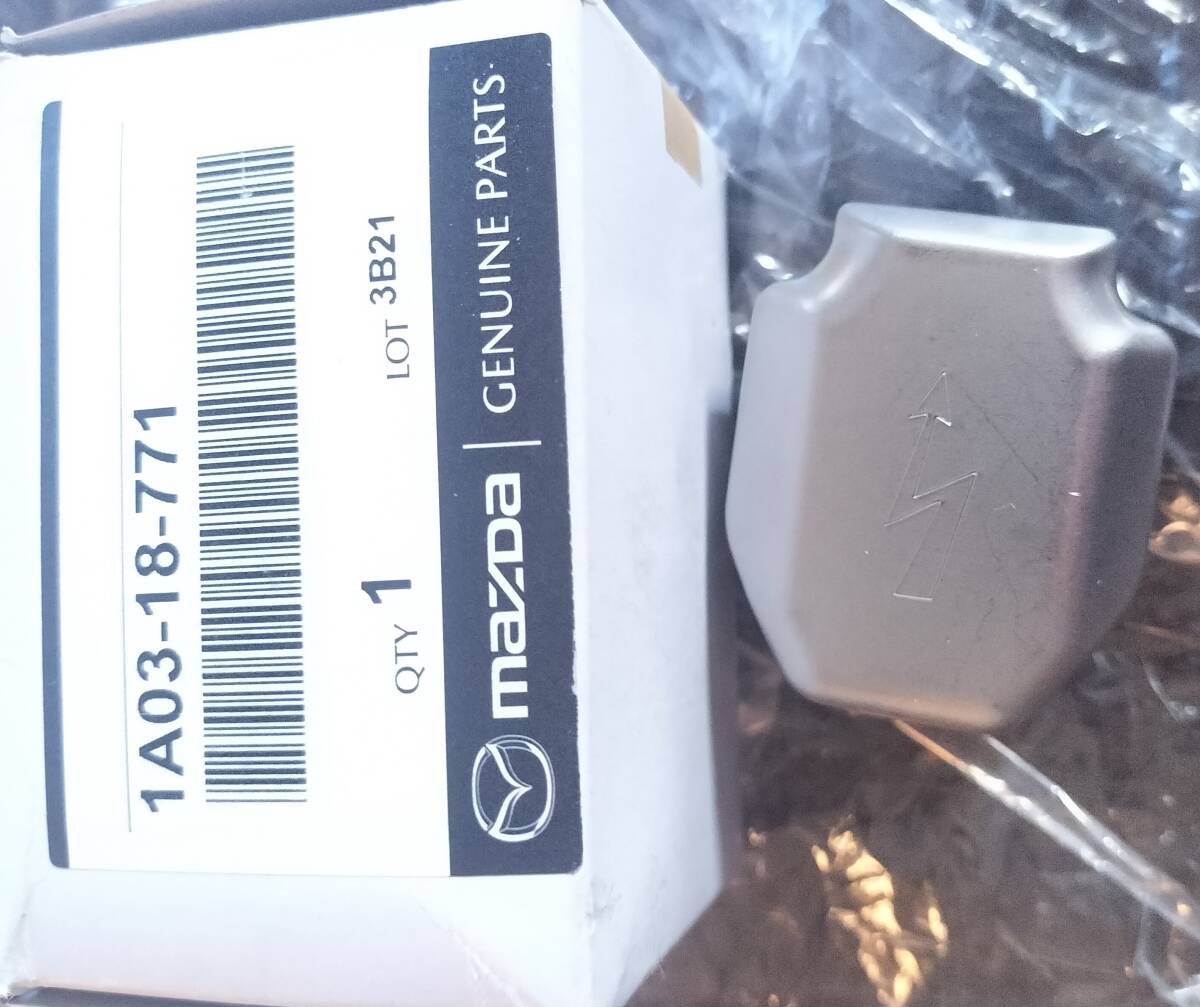 1A03-18-771
QTY 1 LOT 3B21
mazda | GENUINE PARTS.